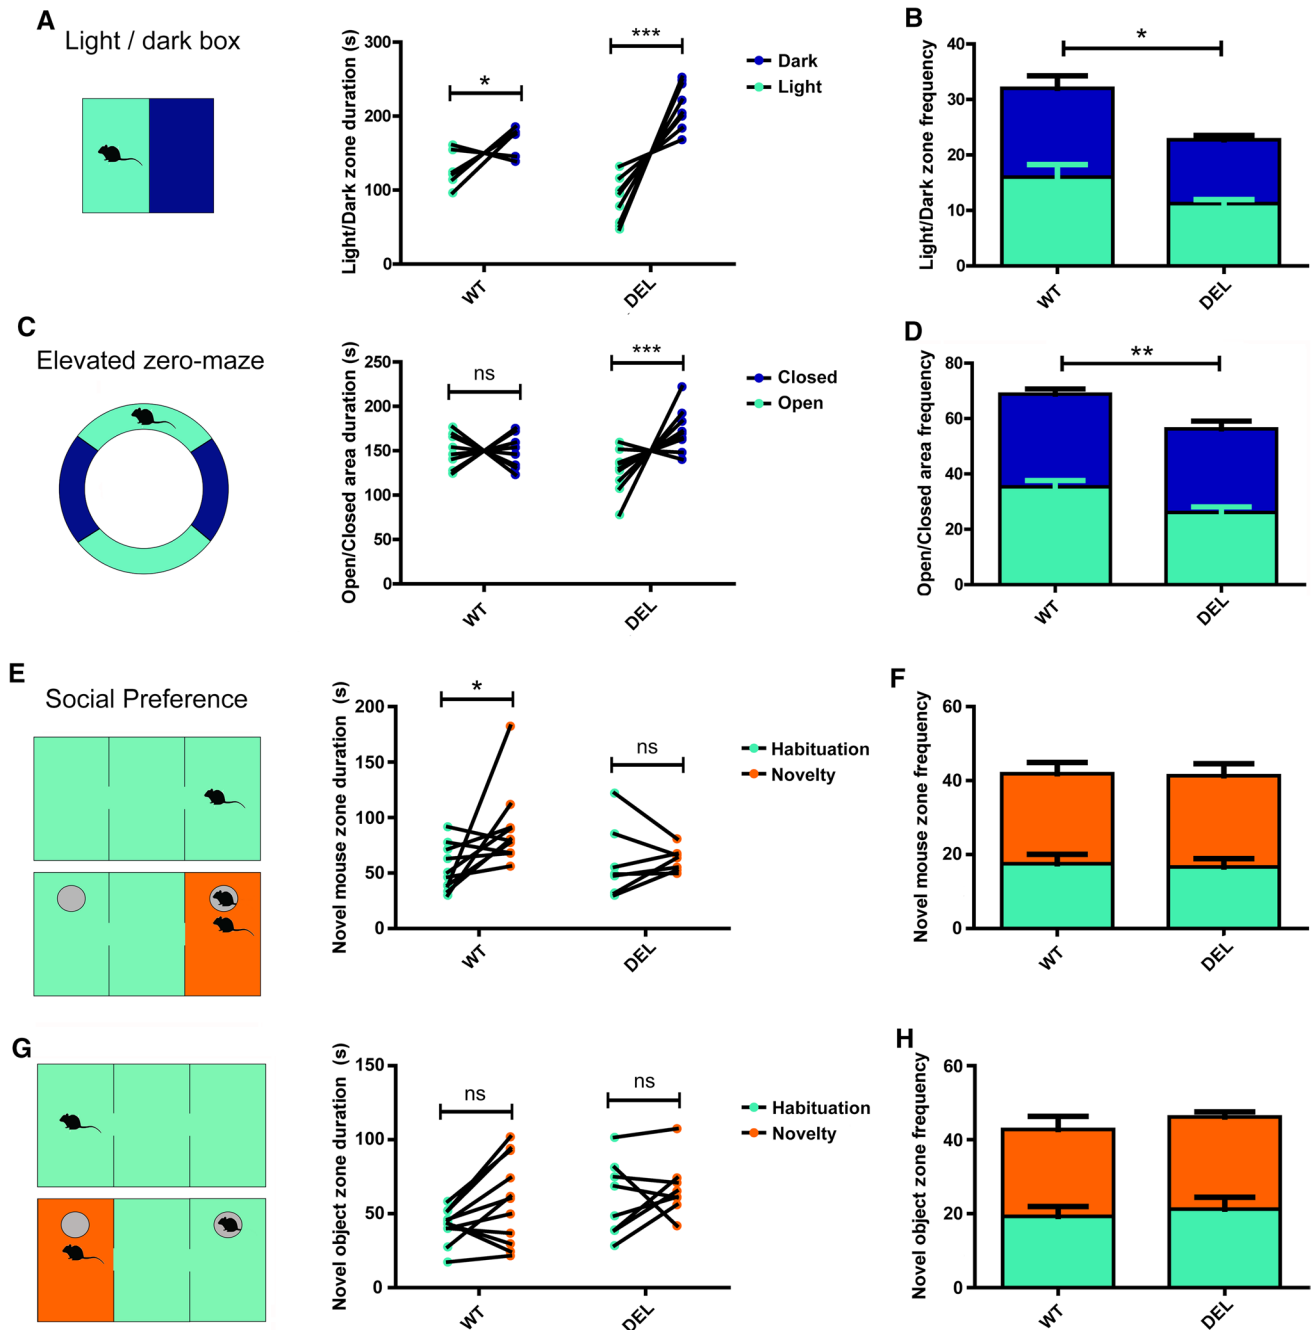 A
Light / dark box
Light/Dark zone duration (s)
300
200
100
0
*
***
WT
DEL
Dark
Light
B
Light/Dark zone frequency
40
30
20
10
0
*
WT
DEL
C
Elevated zero-maze
Open/Closed area duration (s)
250
200
150
100
50
0
ns
***
WT
DEL
Closed
Open
D
Open/Closed area frequency
80
60
40
20
0
**
WT
DEL
E
Social Preference
Novel mouse zone duration (s)
200
150
100
50
0
*
ns
WT
DEL
Habituation
Novelty
F
Novel mouse zone frequency
60
40
20
0
WT
DEL
G
Novel object zone duration (s)
150
100
50
0
ns
ns
WT
DEL
Habituation
Novelty
H
Novel object zone frequency
60
40
20
0
WT
DEL